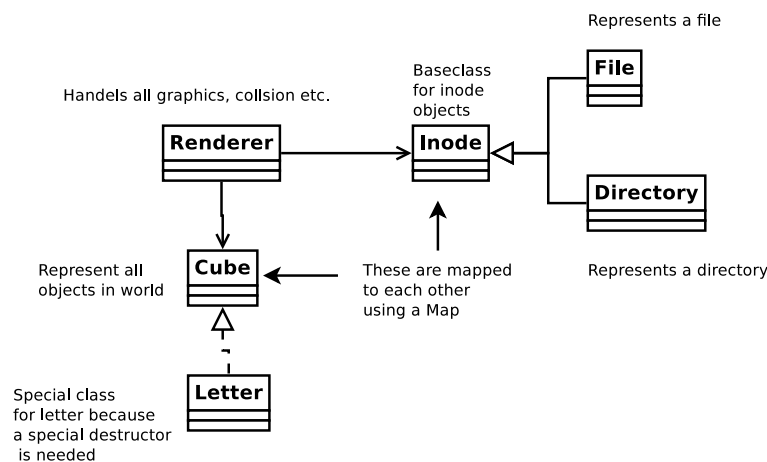 Represents a file
File
Handels all graphics, collsion etc.
Baseclass
for inode
objects
Renderer
Inode
Directory
Represents a directory
Represent all
objects in world
Cube
These are mapped
to each other
using a Map
Special class
for letter because
a special destructor
is needed
Letter